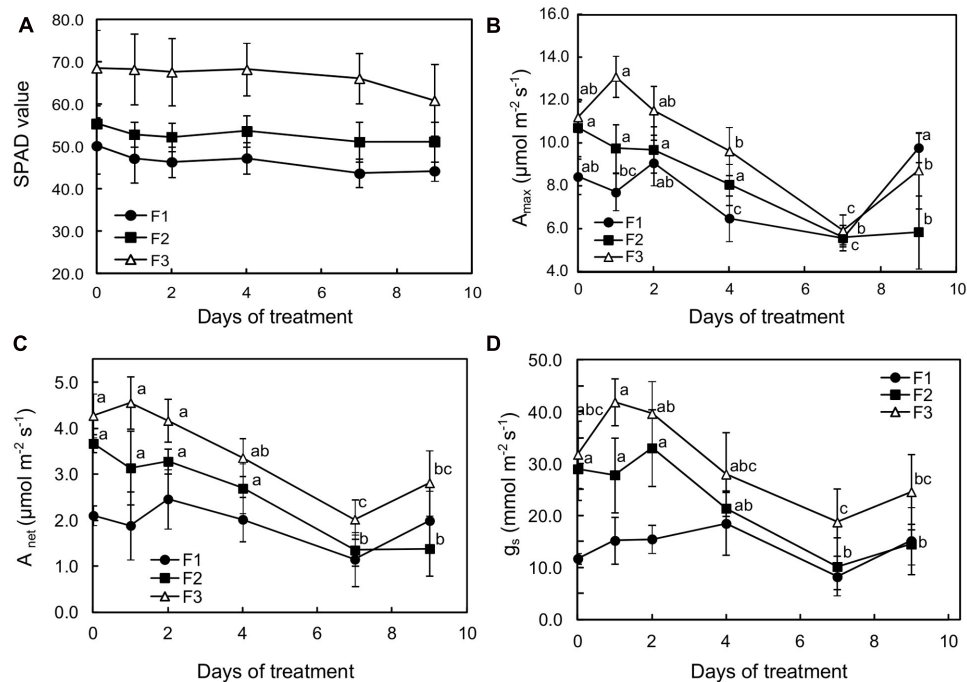 A
80.0
70.0
60.0
50.0
40.0
30.0
20.0
SPAD value
F1
F2
F3
0 2 4 6 8 10
Days of treatment
B
16.0
14.0
12.0
10.0
8.0
6.0
4.0
Amax (µmol m-2 s-1)
ab a ab b c b
a a a a b b
ab bc ab c c a
F1
F2
F3
0 2 4 6 8 10
Days of treatment
C
5.0
4.0
3.0
2.0
1.0
0.0
A net (µmol m-2 s-1)
a a a ab c bc
a a a a b b
F1
F2
F3
0 2 4 6 8 10
Days of treatment
D
50.0
40.0
30.0
20.0
10.0
0.0
gs (mmol m-2 s-1)
abc a ab abc c bc
a a a ab b b
F1
F2
F3
0 2 4 6 8 10
Days of treatment